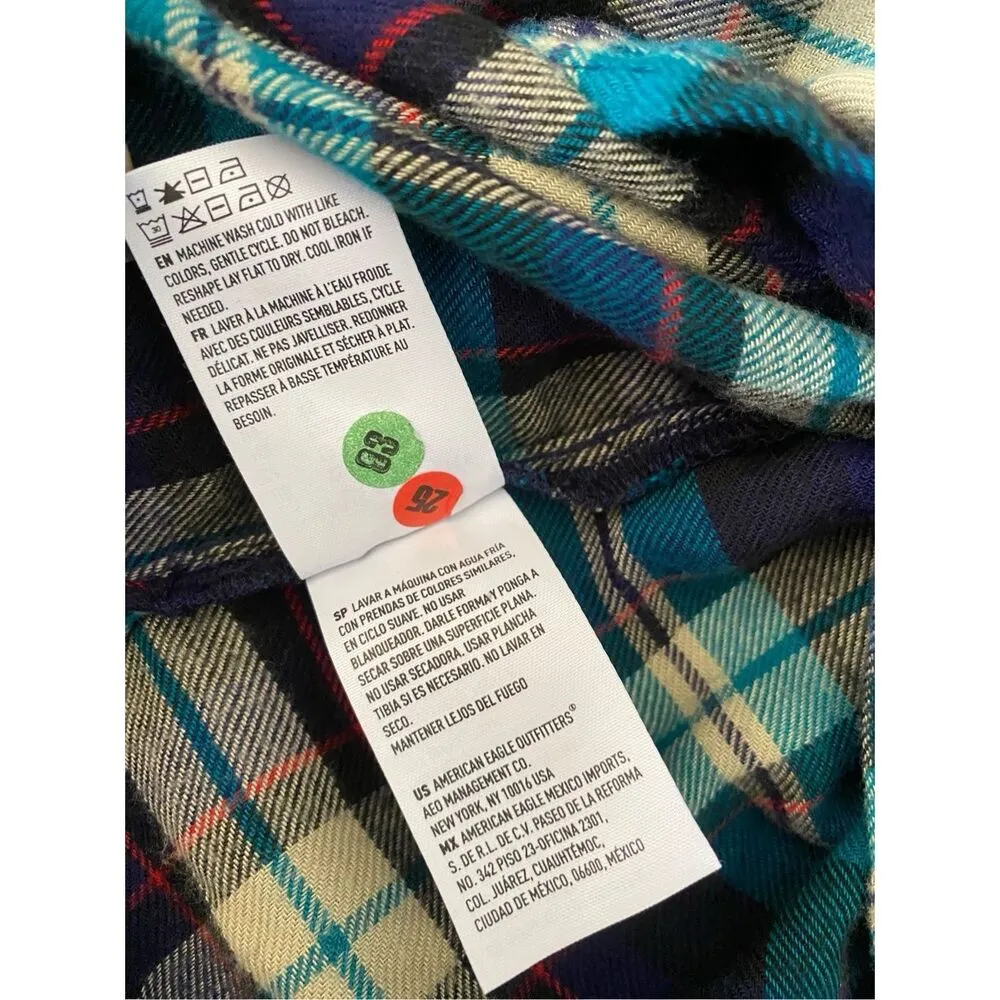 30
EN MACHINE WASH COLD WITH LIKE
COLORS, GENTLE CYCLE. DO NOT BLEACH.
RESHAPE LAY FLAT TO DRY. COOL IRON IF
NEEDED.
FR LAVER À LA MACHINE À L'EAU FROIDE
AVEC DES COULEURS SEMBLABLES, CYCLE
DÉLICAT. NE PAS JAVELLISER. REDONNER
LA FORME ORIGINALE ET SÉCHER À PLAT.
REPASSER À BASSE TEMPÉRATURE AU
BESOIN.
03
26
SP LAVAR A MÁQUINA CON AGUA FRÍA
CON PRENDAS DE COLORES SIMILARES,
EN CICLO SUAVE. NO USAR
BLANQUEADOR. DARLE FORMA Y PONGA A
SECAR SOBRE UNA SUPERFICIE PLANA.
NO USAR SECADORA. USAR PLANCHA
TIBIA SI ES NECESARIO. NO LAVAR EN
SECO.
MANTENER LEJOS DEL FUEGO
US AMERICAN EAGLE OUTFITTERS®
AEO MANAGEMENT CO.
NEW YORK, NY 10016 USA
MX AMERICAN EAGLE MEXICO IMPORTS,
S. DE R.L. DE C.V. PASEO DE LA REFORMA
NO. 342 PISO 23-OFICINA 2301,
COL. JUÁREZ, CUAUHTÉMOC,
CIUDAD DE MÉXICO, 06600, MÉXICO